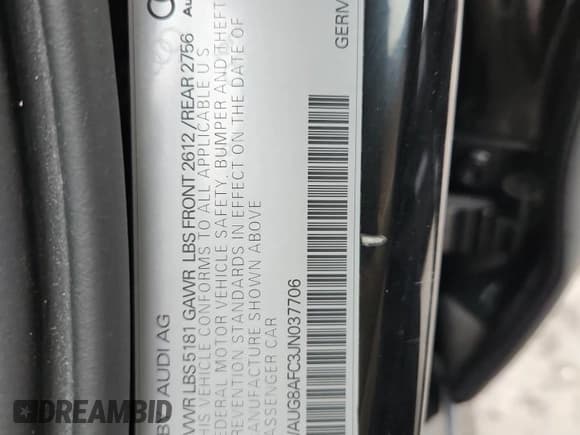 AUDI AG
VWR LBS 5181 GAWR LBS FRONT 2612 /REAR 2756
THIS VEHICLE CONFORMS TO ALL APPLICABLE U S
FEDERAL MOTOR VEHICLE SAFETY, BUMPER AND THEFT
PREVENTION STANDARDS IN EFFECT ON THE DATE OF
MANUFACTURE SHOWN ABOVE
PASSENGER CAR
GERM
WAUG8AFC3JN037706
DREAMBID